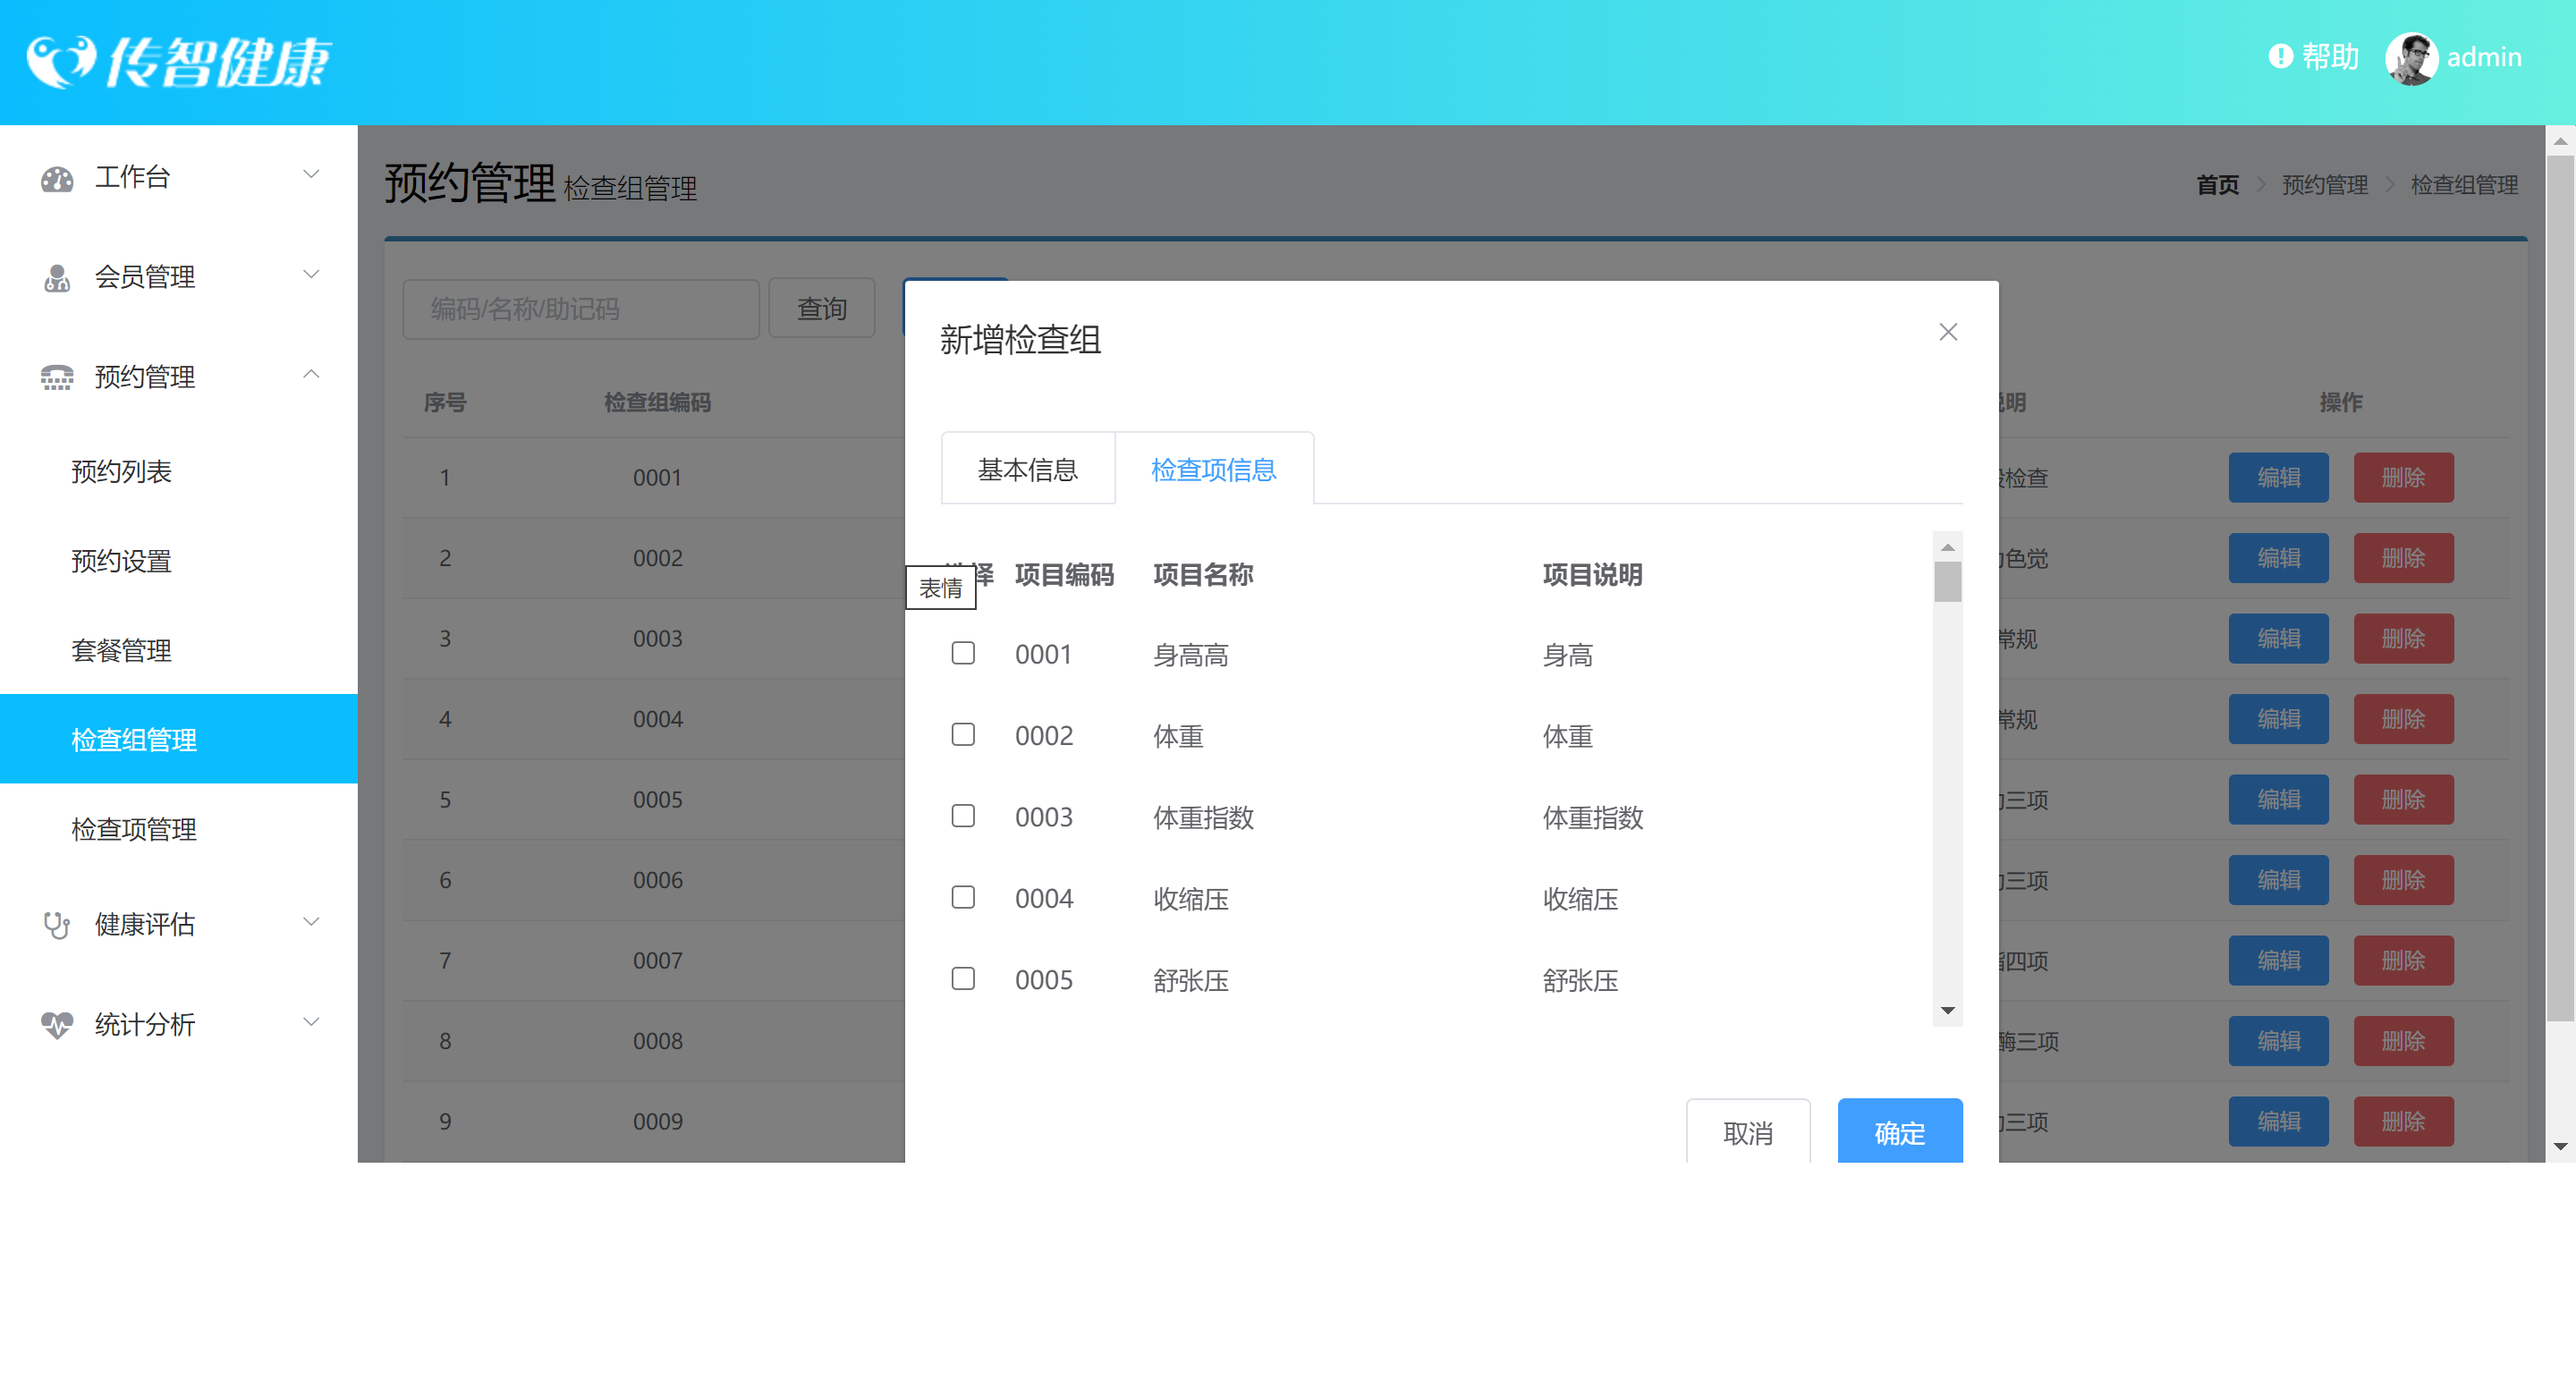 传智健康
帮助 admin
工作台
会员管理
预约管理
预约列表
预约设置
套餐管理
检查组管理
检查项管理
健康评估
统计分析
预约管理 检查组管理
首页 预约管理 检查组管理
编码/名称/助记码 查询
序号 检查组编码 明 操作
1 0001 检查 编辑 删除
2 0002 色觉 编辑 删除
3 0003 常规 编辑 删除
4 0004 常规 编辑 删除
5 0005 三项 编辑 删除
6 0006 三项 编辑 删除
7 0007 四项 编辑 删除
8 0008 酶三项 编辑 删除
9 0009 三项 编辑 删除
新增检查组
基本信息 检查项信息
表情
择 项目编码 项目名称 项目说明
0001 身高高 身高
0002 体重 体重
0003 体重指数 体重指数
0004 收缩压 收缩压
0005 舒张压 舒张压
取消 确定